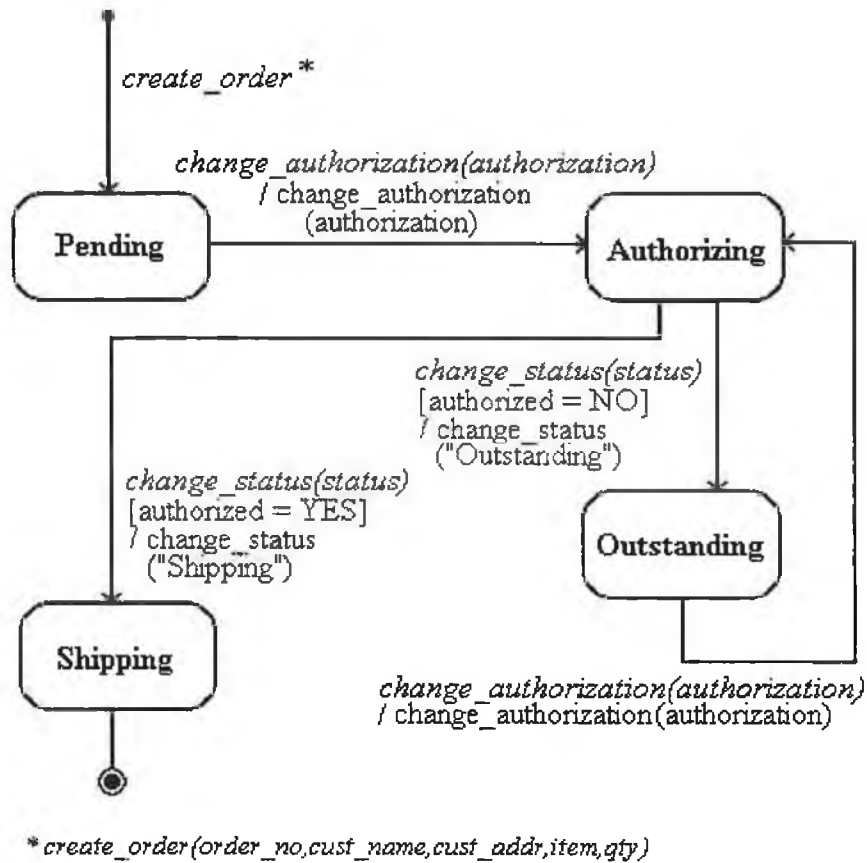 create_order *
change_authorization(authorization)
/ change_authorization
(authorization)
Pending
Authorizing
change_status(status)
[authorized = NO]
/ change_status
("Outstanding")
change_status(status)
[authorized = YES]
/ change_status
("Shipping")
Outstanding
Shipping
change_authorization(authorization)
/ change_authorization(authorization)
* create_order(order_no,cust_name,cust_addr,item,qty)